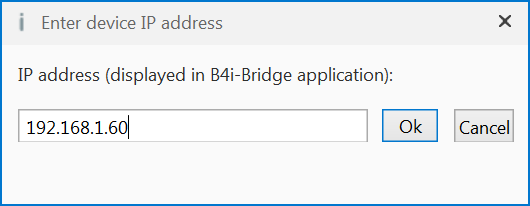 Enter device IP address
IP address (displayed in B4i-Bridge application):
192.168.1.60
Ok
Cancel